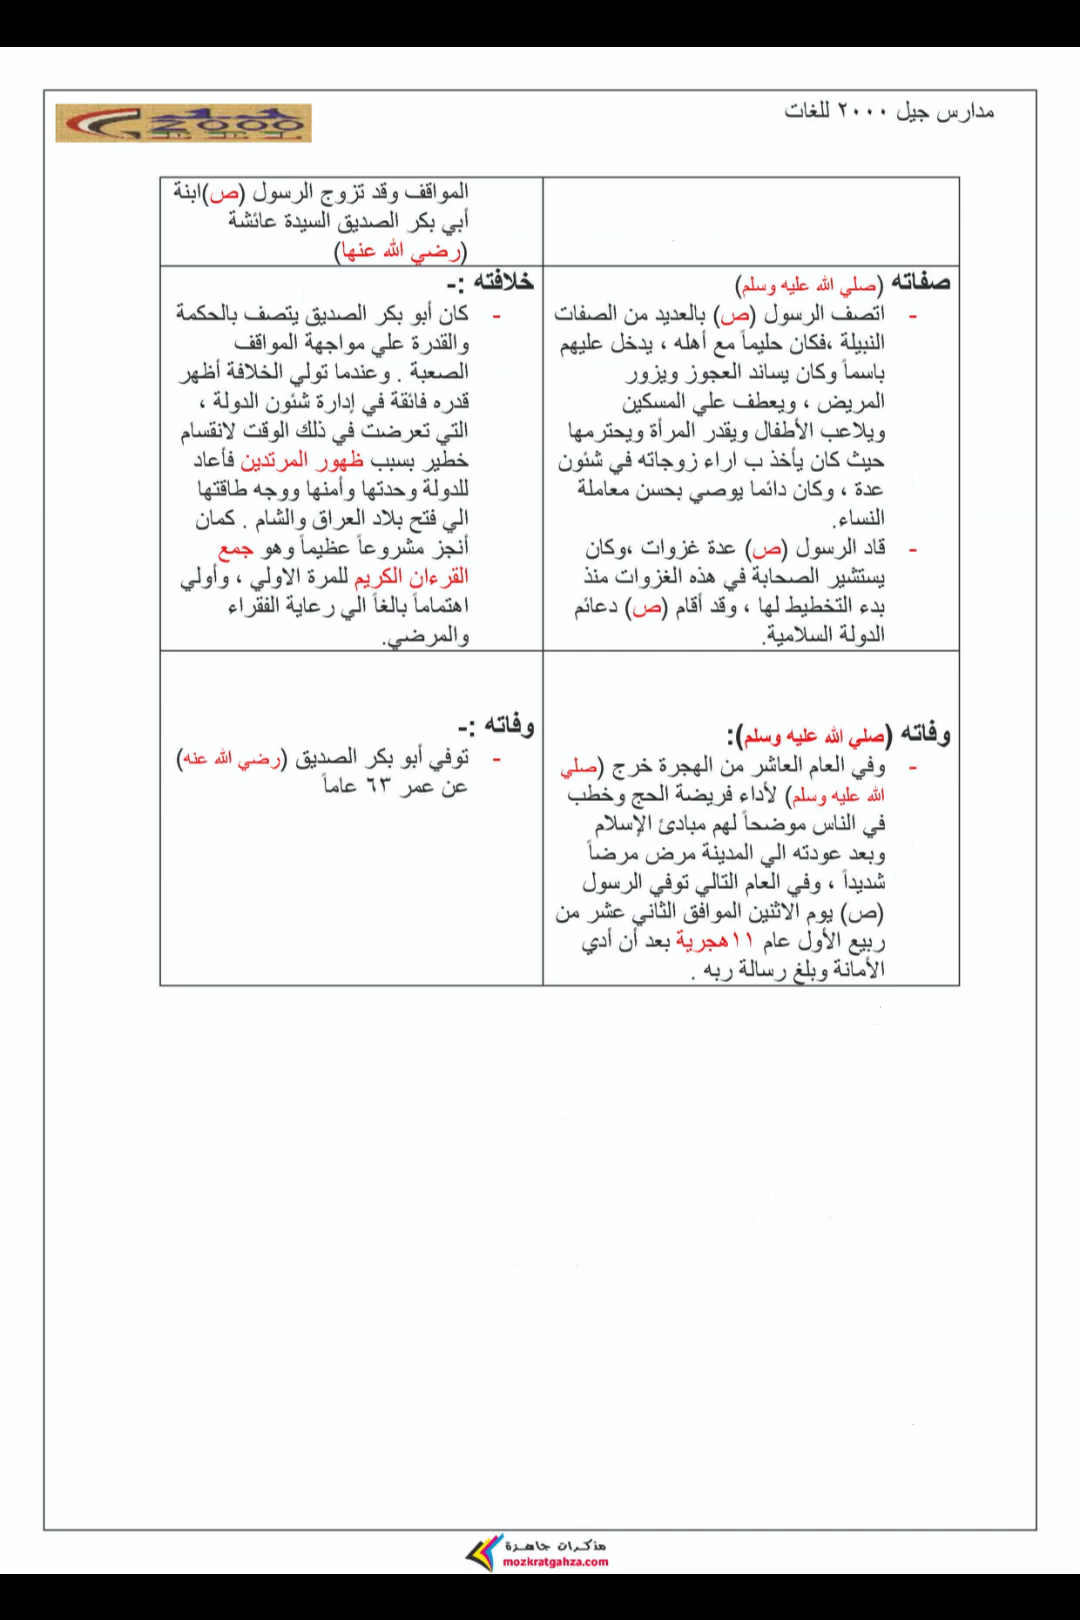 مدارس جيل ٢٠٠٠ للغات
2000
المواقف وقد تزوج الرسول (ص)ابنة
أبي بكر الصديق السيدة عائشة
(رضي الله عنها)
صفاته (صلي الله عليه وسلم)
- اتصف الرسول (ص) بالعديد من الصفات
النبيلة ،فكان حليماً مع أهله ، يدخل عليهم
باسماً وكان يساند العجوز ويزور
المريض ، ويعطف علي المسكين
ويلاعب الأطفال ويقدر المرأة ويحترمها
حيث كان يأخذ ب اراء زوجاته في شئون
عدة ، وكان دائما يوصي بحسن معاملة
النساء.
- قاد الرسول (ص) عدة غزوات ،وكان
يستشير الصحابة في هذه الغزوات منذ
بدء التخطيط لها ، وقد أقام (ص) دعائم
الدولة السلامية.
خلافته :-
- كان أبو بكر الصديق يتصف بالحكمة
والقدرة علي مواجهة المواقف
الصعبة . وعندما تولي الخلافة أظهر
قدره فائقة في إدارة شئون الدولة ،
التي تعرضت في ذلك الوقت لانقسام
خطير بسبب ظهور المرتدين فأعاد
للدولة وحدتها وأمنها ووجه طاقتها
الي فتح بلاد العراق والشام . كمان
أنجز مشروعاً عظيماً وهو جمع
القرءان الكريم للمرة الاولي ، وأولي
اهتماماً بالغاً الي رعاية الفقراء
والمرضي.
وفاته (صلي الله عليه وسلم):
- وفي العام العاشر من الهجرة خرج (صلي
الله عليه وسلم) لأداء فريضة الحج وخطب
في الناس موضحاً لهم مبادئ الإسلام
وبعد عودته الي المدينة مرض مرضاً
شديداً ، وفي العام التالي توفي الرسول
(ص) يوم الاثنين الموافق الثاني عشر من
ربيع الأول عام ١١هجرية بعد أن أدي
الأمانة وبلغ رسالة ربه .
وفاته :-
- توفي أبو بكر الصديق (رضي الله عنه)
عن عمر ٦٣ عاماً
مذكرات جاهزة
mozkratgahza.com